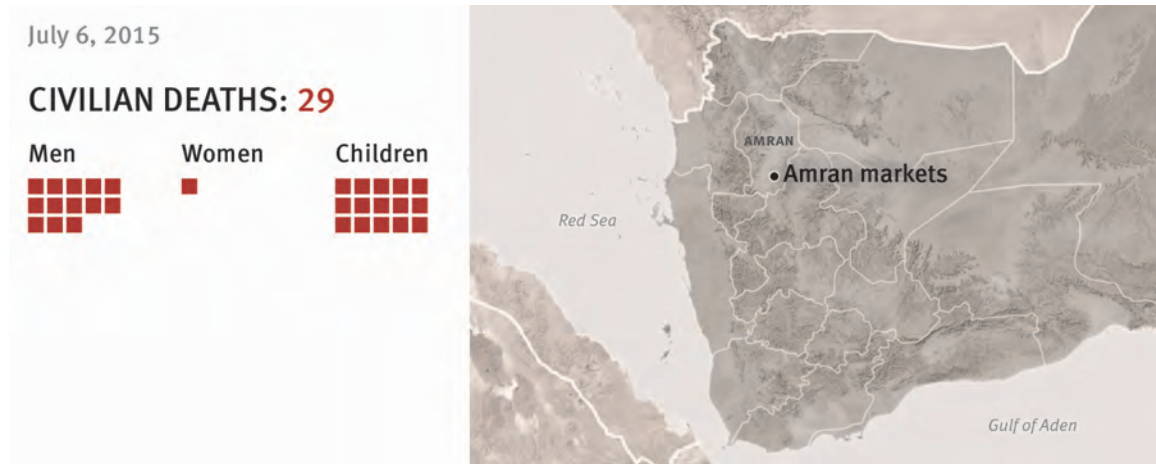 July 6, 2015
CIVILIAN DEATHS: 29
Men
Women
Children
AMRAN
Amran markets
Red Sea
Gulf of Aden